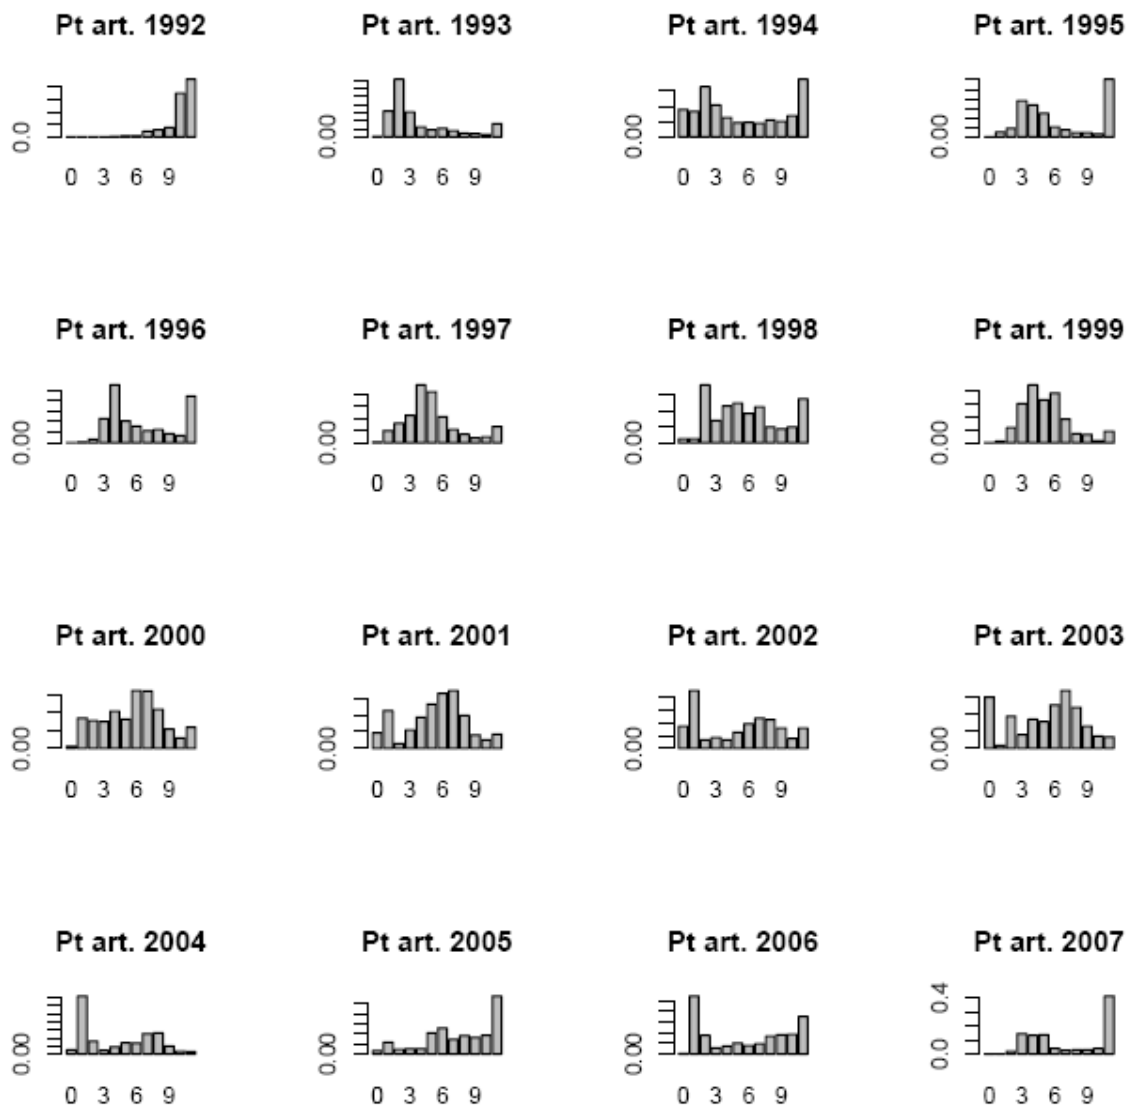 Pt art. 1992 Pt art. 1993 Pt art. 1994 Pt art. 1995
0.0 0.00 0.00 0.00
0 3 6 9 0 3 6 9 0 3 6 9 0 3 6 9
Pt art. 1996 Pt art. 1997 Pt art. 1998 Pt art. 1999
0.00 0.00 0.00 0.00
0 3 6 9 0 3 6 9 0 3 6 9 0 3 6 9
Pt art. 2000 Pt art. 2001 Pt art. 2002 Pt art. 2003
0.00 0.00 0.00 0.00
0 3 6 9 0 3 6 9 0 3 6 9 0 3 6 9
Pt art. 2004 Pt art. 2005 Pt art. 2006 Pt art. 2007
0.00 0.00 0.00 0.0 0.4
0 3 6 9 0 3 6 9 0 3 6 9 0 3 6 9